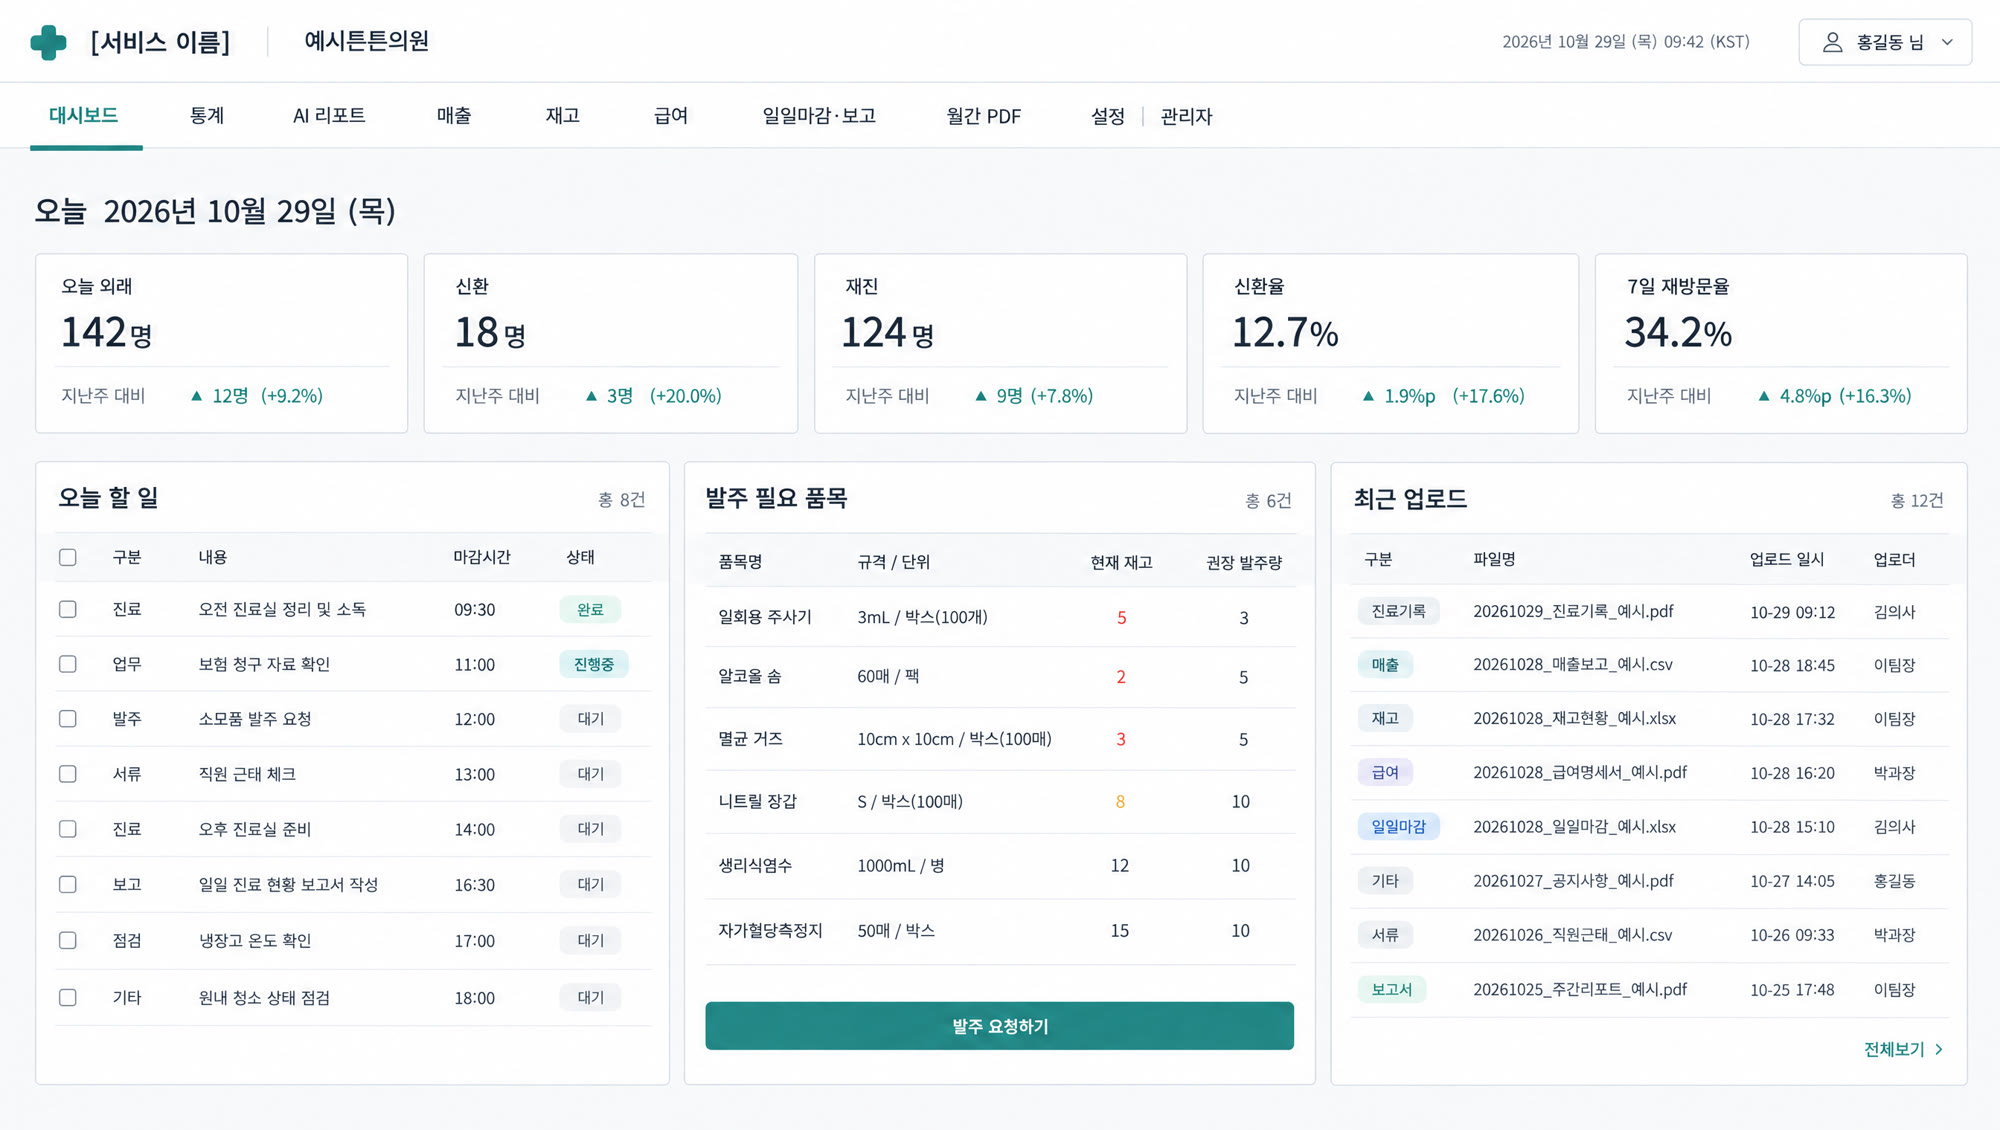 [서비스 이름] 예시튼튼의원 2026년 10월 29일 (목) 09:42 (KST) 홍길동 님
대시보드 통계 AI 리포트 매출 재고 급여 일일마감·보고 월간 PDF 설정 관리자
오늘 2026년 10월 29일 (목)
오늘 외래
142명
지난주 대비 ▲ 12명 (+9.2%)
신환
18명
지난주 대비 ▲ 3명 (+20.0%)
재진
124명
지난주 대비 ▲ 9명 (+7.8%)
신환율
12.7%
지난주 대비 ▲ 1.9%p (+17.6%)
7일 재방문율
34.2%
지난주 대비 ▲ 4.8%p (+16.3%)
오늘 할 일 홍 8건
구분 내용 마감시간 상태
진료 오전 진료실 정리 및 소독 09:30 완료
업무 보험 청구 자료 확인 11:00 진행중
발주 소모품 발주 요청 12:00 대기
서류 직원 근태 체크 13:00 대기
진료 오후 진료실 준비 14:00 대기
보고 일일 진료 현황 보고서 작성 16:30 대기
점검 냉장고 온도 확인 17:00 대기
기타 원내 청소 상태 점검 18:00 대기
발주 필요 품목 홍 6건
품목명 규격 / 단위 현재 재고 권장 발주량
일회용 주사기 3mL / 박스(100개) 5 3
알코올 솜 60매 / 팩 2 5
멸균 거즈 10cm x 10cm / 박스(100매) 3 5
니트릴 장갑 S / 박스(100매) 8 10
생리식염수 1000mL / 병 12 10
자가혈당측정지 50매 / 박스 15 10
발주 요청하기
최근 업로드 홍 12건
구분 파일명 업로드 일시 업로더
진료기록 20261029_진료기록_예시.pdf 10-29 09:12 김의사
매출 20261028_매출보고_예시.csv 10-28 18:45 이팀장
재고 20261028_재고현황_예시.xlsx 10-28 17:32 이팀장
급여 20261028_급여명세서_예시.pdf 10-28 16:20 박과장
일일마감 20261028_일일마감_예시.xlsx 10-28 15:10 김의사
기타 20261027_공지사항_예시.pdf 10-27 14:05 홍길동
서류 20261026_직원근태_예시.csv 10-26 09:33 박과장
보고서 20261025_주간리포트_예시.pdf 10-25 17:48 이팀장
전체보기